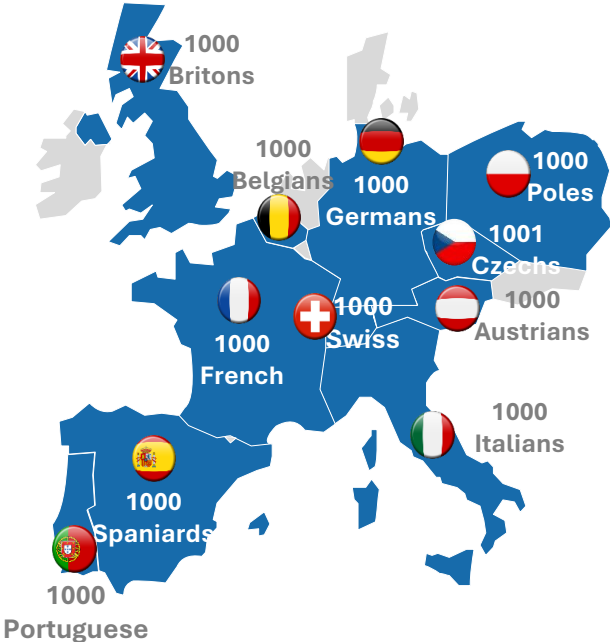 1000
Britons
1000
Belgians
1000
Germans
1000
Poles
1001
Czechs
1000
Austrians
1000
Swiss
1000
French
1000
Italians
1000
Spaniards
1000
Portuguese